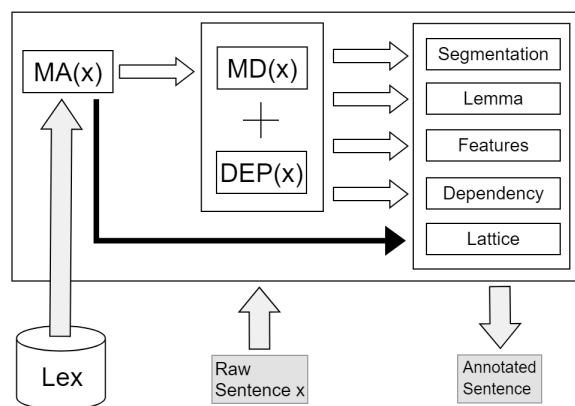 MA(x)
MD(x)
+
DEP(x)
Segmentation
Lemma
Features
Dependency
Lattice
Lex
Raw
Sentence x
Annotated
Sentence